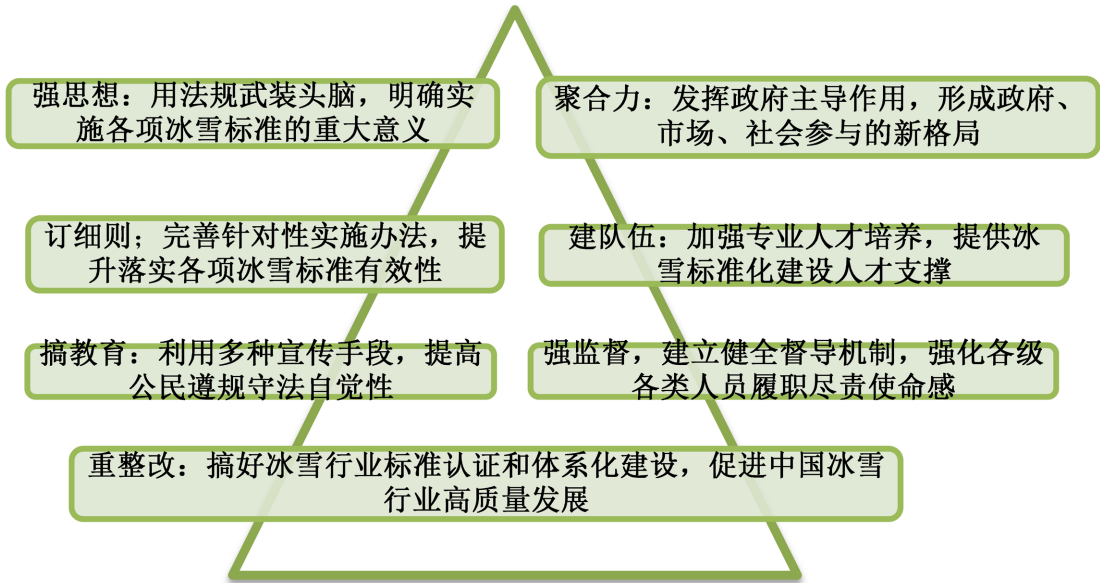 强思想：用法规武装头脑，明确实
施各项冰雪标准的重大意义
聚合力：发挥政府主导作用，形成政府、
市场、社会参与的新格局
订细则；完善针对性实施办法，提
升落实各项冰雪标准有效性
建队伍：加强专业人才培养，提供冰
雪标准化建设人才支撑
搞教育：利用多种宣传手段，提高
公民遵规守法自觉性
强监督，建立健全督导机制，强化各级
各类人员履职尽责使命感
重整改：搞好冰雪行业标准认证和体系化建设，促进中国冰雪
行业高质量发展